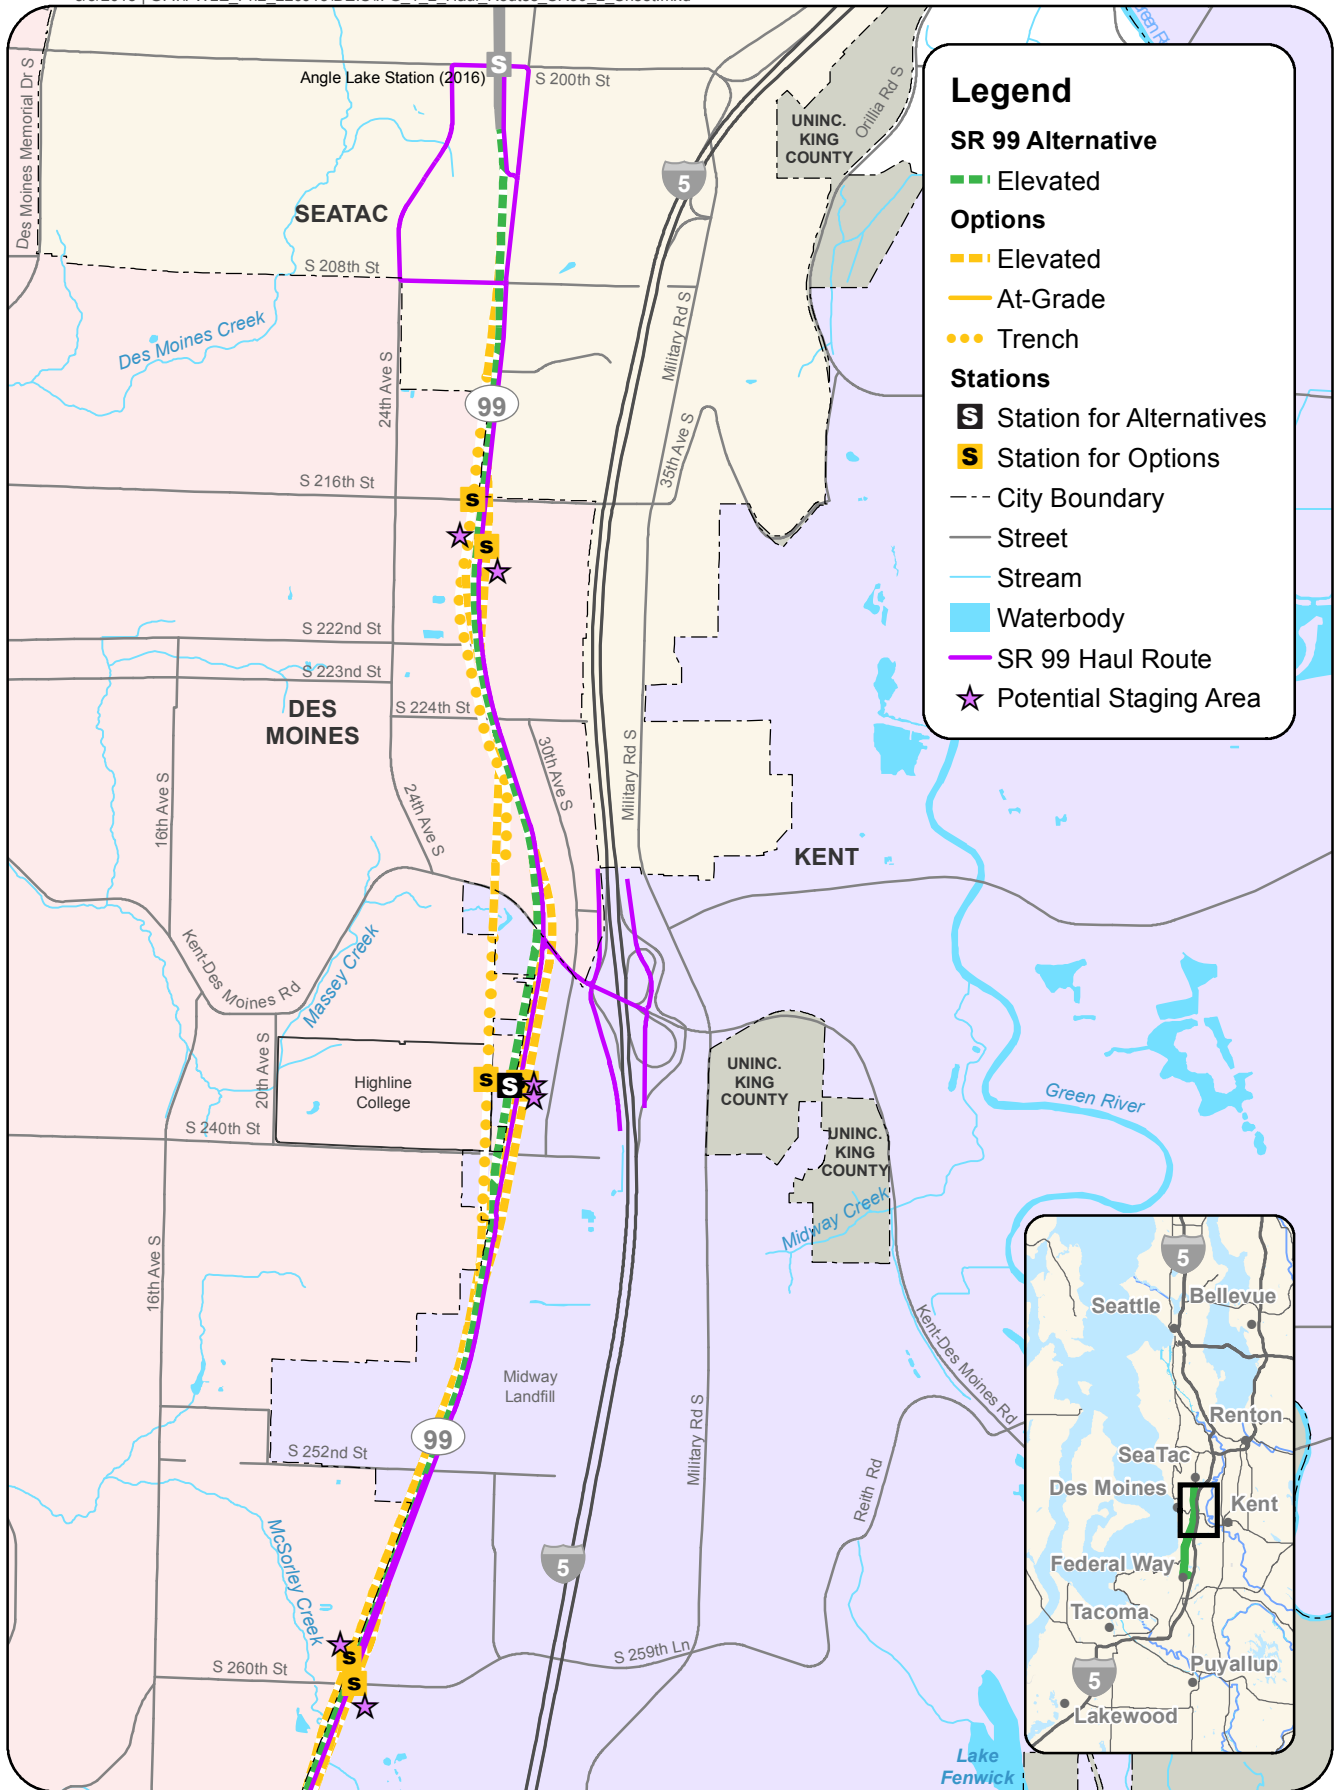 Angle Lake Station (2016)
S
S 200th St
Des Moines Memorial Dr S
SEATAC
5
UNINC.
KING
COUNTY
Orillia Rd S
Green Ri
S 208th St
Des Moines Creek
24th Ave S
Military Rd S
99
35th Ave S
S 216th St
S
S
S 222nd St
S 223rd St
DES
MOINES
S 224th St
30th Ave S
Military Rd S
16th Ave S
24th Ave S
KENT
Kent-Des Moines Rd
Massey Creek
20th Ave S
Highline
College
S
S
S 240th St
UNINC.
KING
COUNTY
UNINC.
KING
COUNTY
Green River
Midway Creek
16th Ave S
Midway
Landfill
Kent-Des Moines Rd
99
S 252nd St
Military Rd S
Reith Rd
McSorley Creek
5
S
S
S 260th St
S 259th Ln
Lake
Fenwick
Legend
SR 99 Alternative
Elevated
Options
Elevated
At-Grade
Trench
Stations
S Station for Alternatives
S Station for Options
City Boundary
Street
Stream
Waterbody
SR 99 Haul Route
Potential Staging Area
5
Seattle
Bellevue
Renton
SeaTac
Des Moines
Kent
Federal Way
Tacoma
Puyallup
5
Lakewood